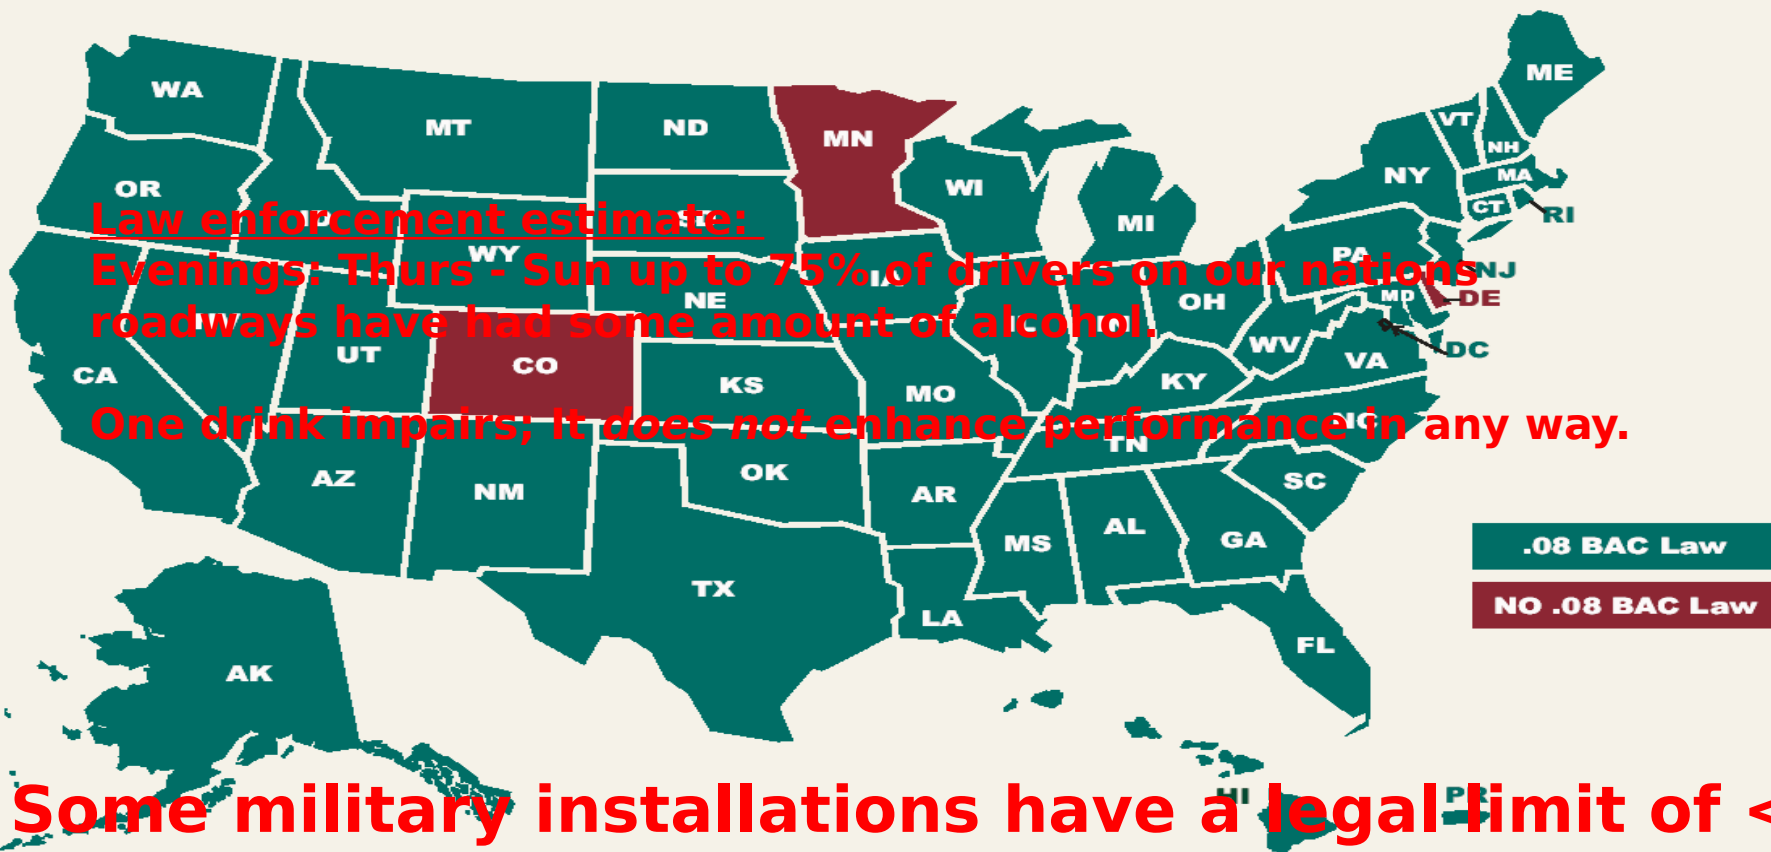 ME
WA
VT
MT
ND
MN
NH
NY
MA
OR
WI
CT
RI
MI
Law enforcement estimate:
WY
PA
Evenings: Thurs - Sun up to 75% of drivers on our nations
NJ
IA
NE
OH
MD
DE
roadways have had some amount of alcohol.
WV
DC
UT
VA
CO
CA
KS
KY
MO
One drink impairs; It does not enhance performance in any way.
NC
TN
OK
AZ
SC
NM
AR
AL
MS
GA
.08 BAC Law
TX
NO .08 BAC Law
LA
FL
AK
HI
PR
Some military installations have a legal limit of <